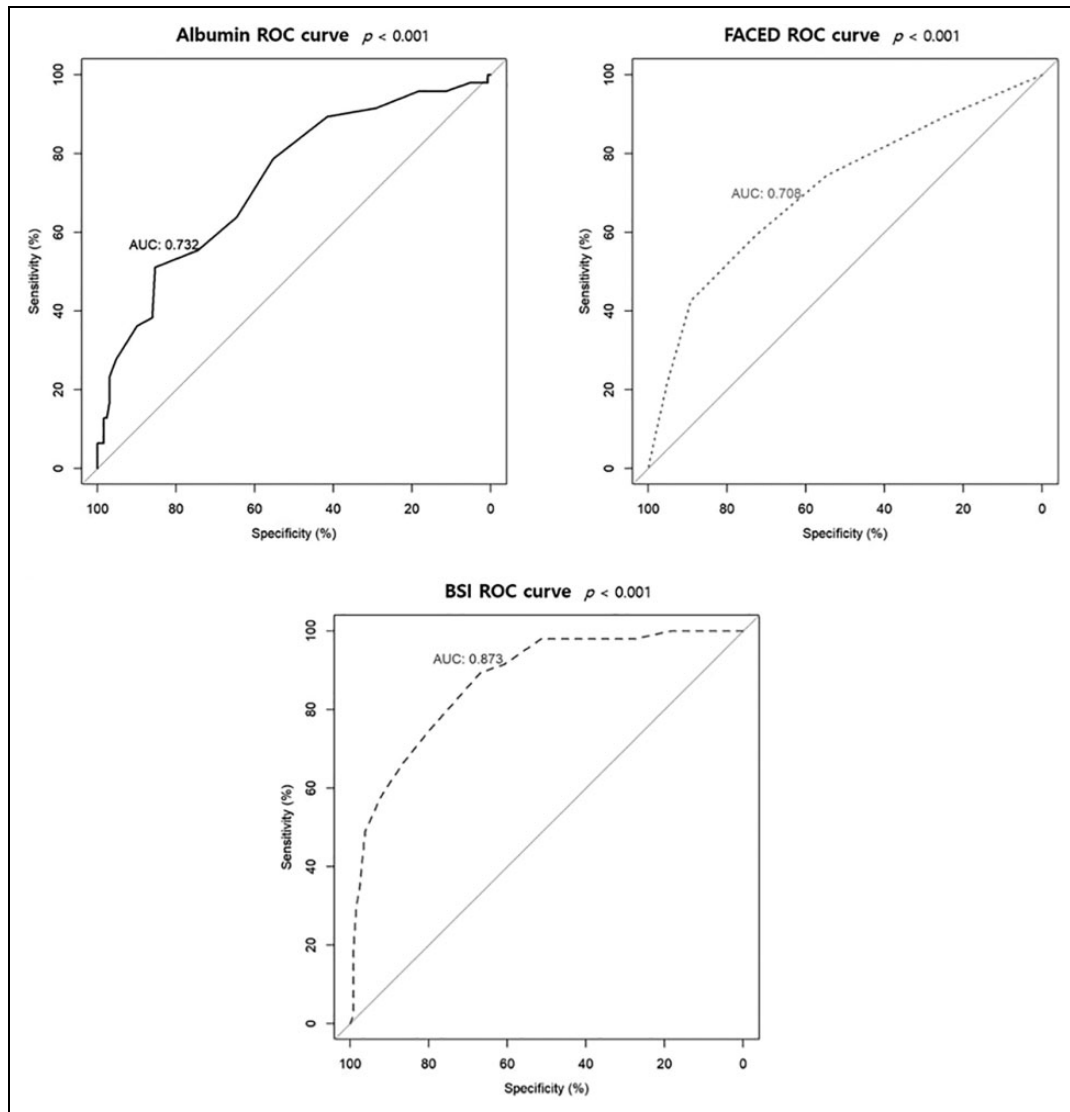 Albumin ROC curve p < 0.001
100
80
60
40
20
0
Sensitivity (%)
AUC: 0.732
100 80 60 40 20 0
Specificity (%)
FACED ROC curve p < 0.001
100
80
60
40
20
0
Sensitivity (%)
AUC: 0.708
100 80 60 40 20 0
Specificity (%)
BSI ROC curve p < 0.001
100
80
60
40
20
0
Sensitivity (%)
AUC: 0.873
100 80 60 40 20 0
Specificity (%)